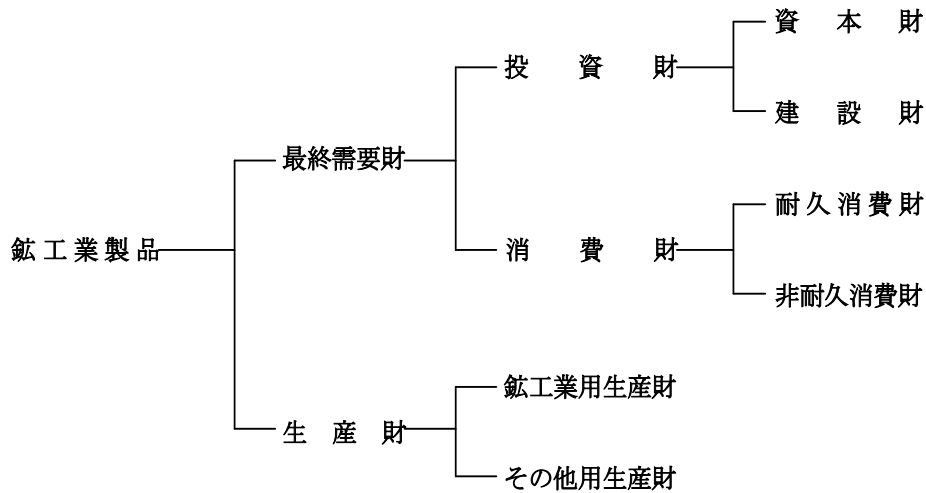 資本財
投資財
建設財
最終需要財
耐久消費財
鉱工業製品
消費財
非耐久消費財
鉱工業用生産財
生産財
その他用生産財